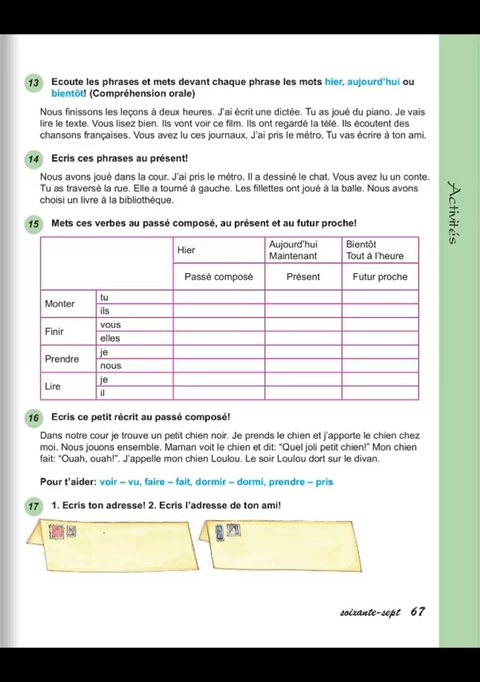 13 Ecoute les phrases et mets devant chaque phrase les mots hier, aujourd'hui ou
bientôt! (Compréhension orale)
Nous finissons les leçons à deux heures. J'ai écrit une dictée. Tu as joué du piano. Je vais
lire le texte. Vous lisez bien. Ils vont voir ce film. Ils ont regardé la télé. Ils écoutent des
chansons françaises. Vous avez lu ces journaux. J'ai pris le métro. Tu vas écrire à ton ami.
14 Ecris ces phrases au présent!
Nous avons joué dans la cour. J'ai pris le métro. Il a dessiné le chat. Vous avez lu un conte.
Tu as traversé la rue. Elle a tourné à gauche. Les fillettes ont joué à la balle. Nous avons
choisi un livre à la bibliothèque.
Activités
15 Mets ces verbes au passé composé, au présent et au futur proche!
Hier
Aujourd'hui
Maintenant
Bientôt
Tout à l'heure
Passé composé
Présent
Futur proche
Monter
tu
ils
Finir
vous
elles
Prendre
je
nous
Lire
je
il
16 Ecris ce petit récit au passé composé!
Dans notre cour je trouve un petit chien noir. Je prends le chien et j'apporte le chien chez
moi. Nous jouons ensemble. Maman voit le chien et dit: "Quel joli petit chien!" Mon chien
fait: "Ouah, ouah!". J'appelle mon chien Loulou. Le soir Loulou dort sur le divan.
Pour t'aider: voir – vu, faire – fait, dormir – dormi, prendre – pris
17 1. Ecris ton adresse! 2. Ecris l'adresse de ton ami!
soixante-sept 67